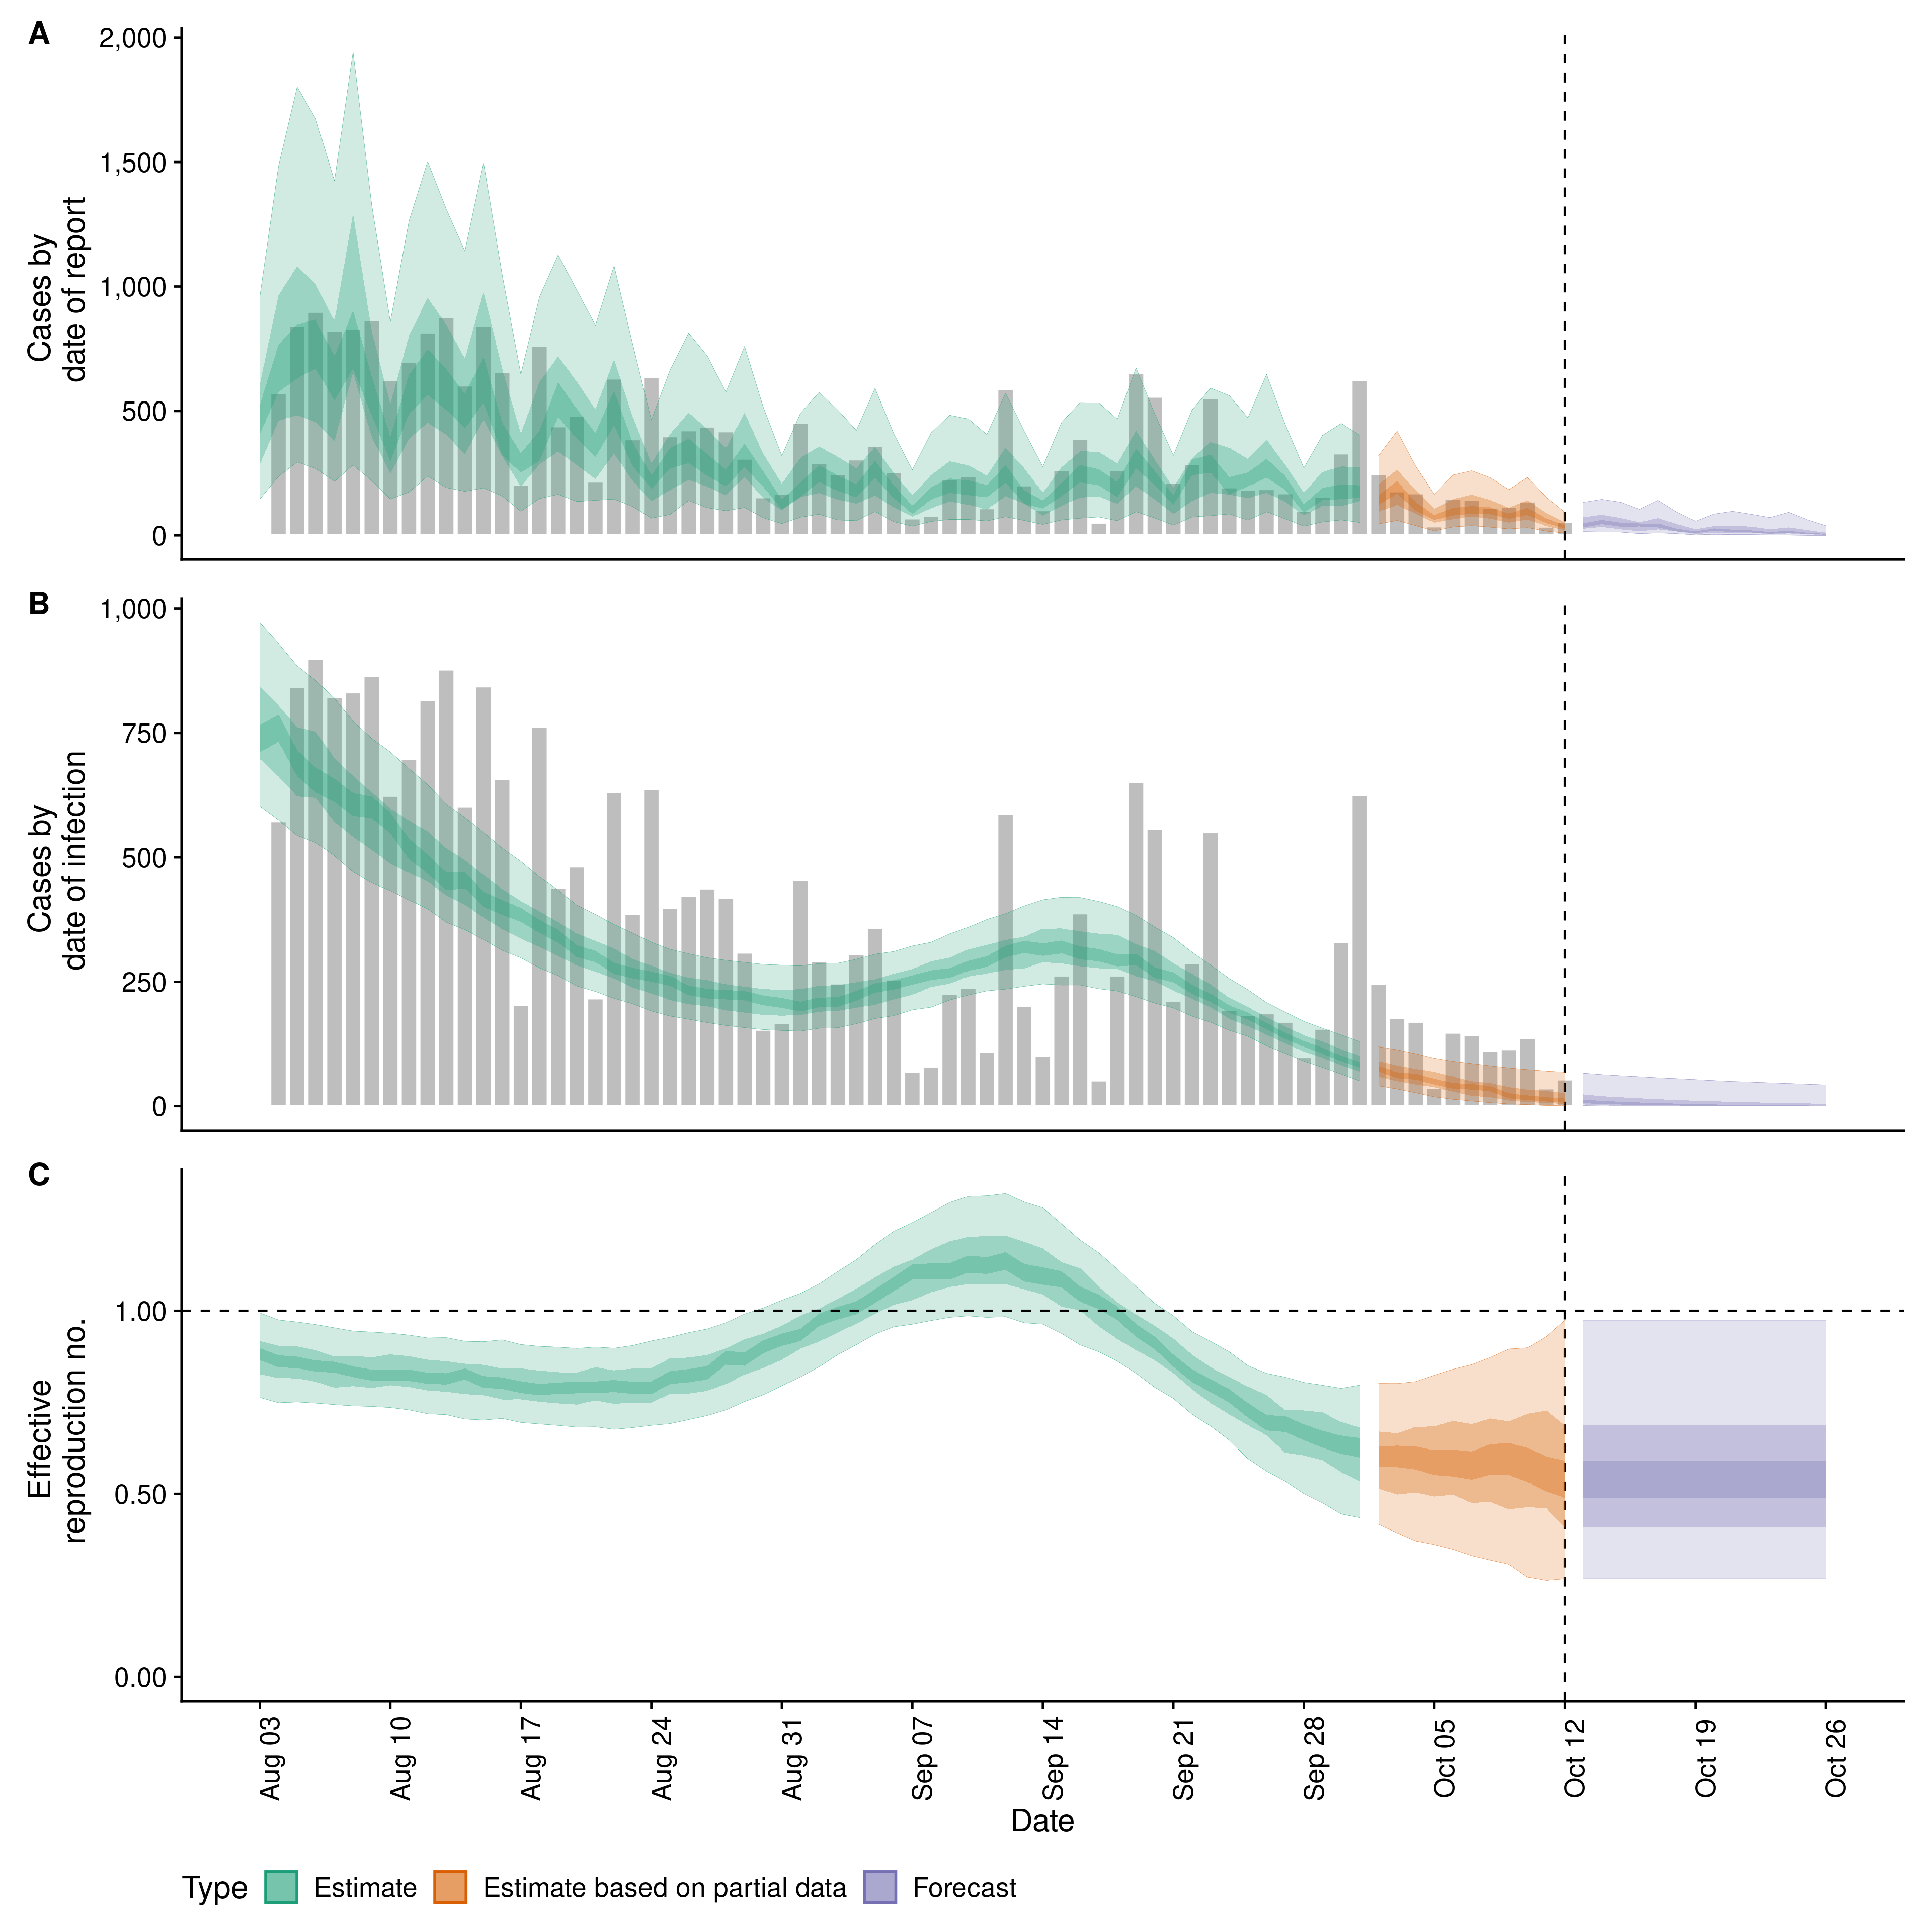 A
2,000
1,500
1,000
500
0
Cases by
date of report
B
1,000
750
500
250
0
Cases by
date of infection
C
1.00
0.50
0.00
Effective
reproduction no.
Aug 03
Aug 10
Aug 17
Aug 24
Aug 31
Sep 07
Sep 14
Sep 21
Sep 28
Oct 05
Oct 12
Oct 19
Oct 26
Date
Type Estimate Estimate based on partial data Forecast